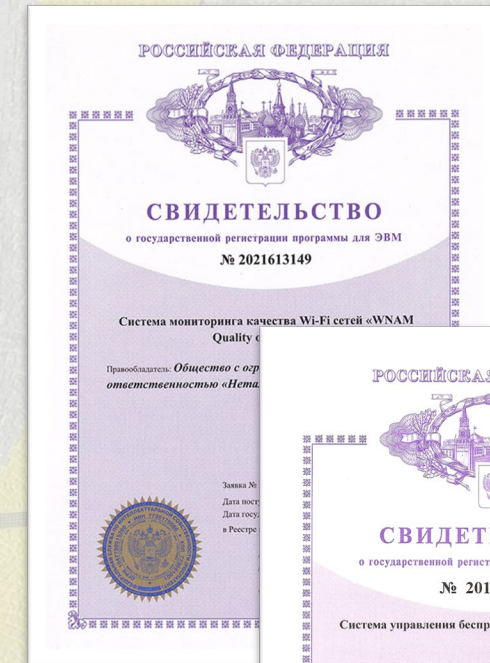 РОССИЙСКАЯ ФЕДЕРАЦИЯ
СВИДЕТЕЛЬСТВО
о государственной регистрации программы для ЭВМ
№ 2021613149
Система мониторинга качества Wi-Fi сетей «WNAM
Quality
Правообладатель: Общество с огр
ответственностью «Нета
Заявка №
Дата пост
Дата госуд
в Реестре
РОССИЙСКА
СВИДЕТ
о государственной регист
№ 201
Система управления беспр